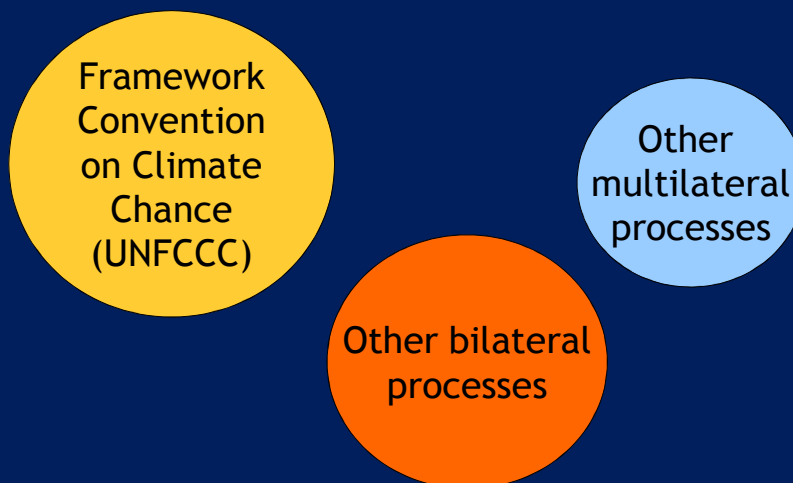 Framework
Convention
on Climate
Chance
(UNFCCC)
Other
multilateral
processes
Other bilateral
processes